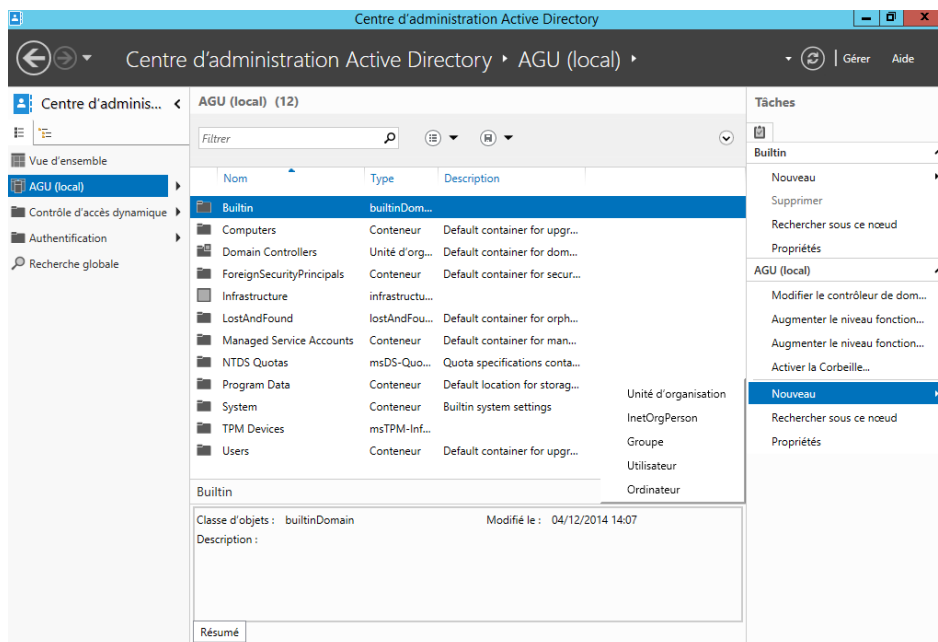 Centre d'administration Active Directory
Centre d'administration Active Directory ‣ AGU (local) ‣
Gérer Aide
Centre d'adminis...
Vue d'ensemble
AGU (local)
Contrôle d'accès dynamique
Authentification
Recherche globale
AGU (local) (12)
Filtrer
Nom Type Description
Builtin builtinDom...
Computers Conteneur Default container for upgr...
Domain Controllers Unité d'org... Default container for dom...
ForeignSecurityPrincipals Conteneur Default container for secur...
Infrastructure infrastructu...
LostAndFound lostAndFou... Default container for orph...
Managed Service Accounts Conteneur Default container for man...
NTDS Quotas msDS-Quo... Quota specifications conta...
Program Data Conteneur Default location for storag...
System Conteneur Builtin system settings
TPM Devices msTPM-Inf...
Users Conteneur Default container for upgr...
Unité d'organisation
InetOrgPerson
Groupe
Utilisateur
Ordinateur
Builtin
Classe d'objets : builtinDomain Modifié le : 04/12/2014 14:07
Description :
Résumé
Tâches
Builtin
Nouveau
Supprimer
Rechercher sous ce nœud
Propriétés
AGU (local)
Modifier le contrôleur de dom...
Augmenter le niveau fonction...
Augmenter le niveau fonction...
Activer la Corbeille...
Nouveau
Rechercher sous ce nœud
Propriétés